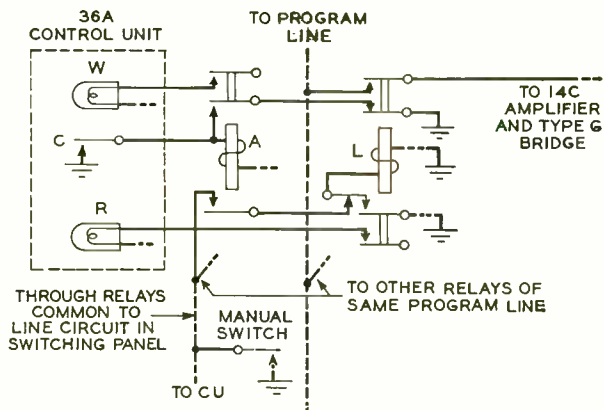 36A
CONTROL UNIT
TO PROGRAM
LINE
W
C
A
L
R
TO 14C
AMPLIFIER
AND TYPE G
BRIDGE
THROUGH RELAYS
COMMON TO
LINE CIRCUIT IN
SWITCHING PANEL
MANUAL
SWITCH
TO OTHER RELAYS OF
SAME PROGRAM LINE
TO CU